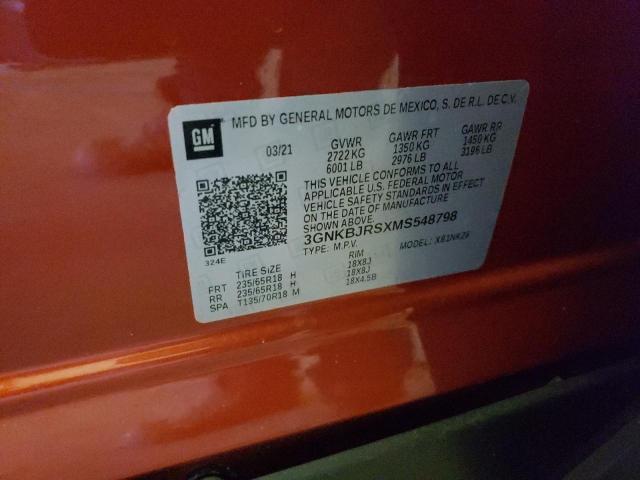 GM
MFD BY GENERAL MOTORS DE MEXICO, S. DE R.L. DE C.V.
03/21 GVWR GAWR FRT GAWR RR
2722 KG 1350 KG 1450 KG
6001 LB 2976 LB 3196 LB
THIS VEHICLE CONFORMS TO ALL
APPLICABLE U.S. FEDERAL MOTOR
VEHICLE SAFETY STANDARDS IN EFFECT
ON THE DATE OF MANUFACTURE
SHOWN ABOVE.
3GNKBJRSXMS548798
TYPE: M.P.V. MODEL: X81NK26
324E
TIRE SIZE RIM
FRT 235/65R18 H 18X8J
RR 235/65R18 H 18X8J
SPA T135/70R18 M 18X4.5B